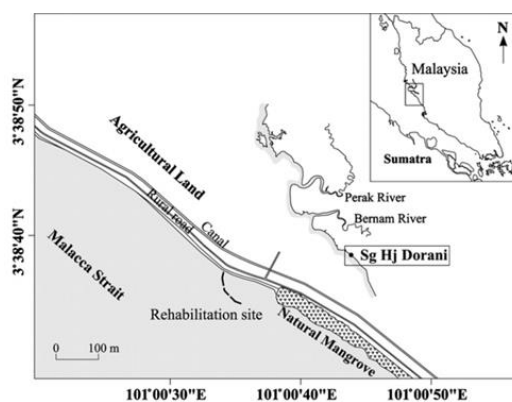 N
Malaysia
Sumatra
3°38'50"N
3°38'40"N
Agricultural Land
Rural road
Canal
Malacca Strait
Perak River
Bernam River
Sg Hj Dorani
Rehabilitation site
Natural Mangrove
0 100 m
101°00'30"E 101°00'40"E 101°00'50"E